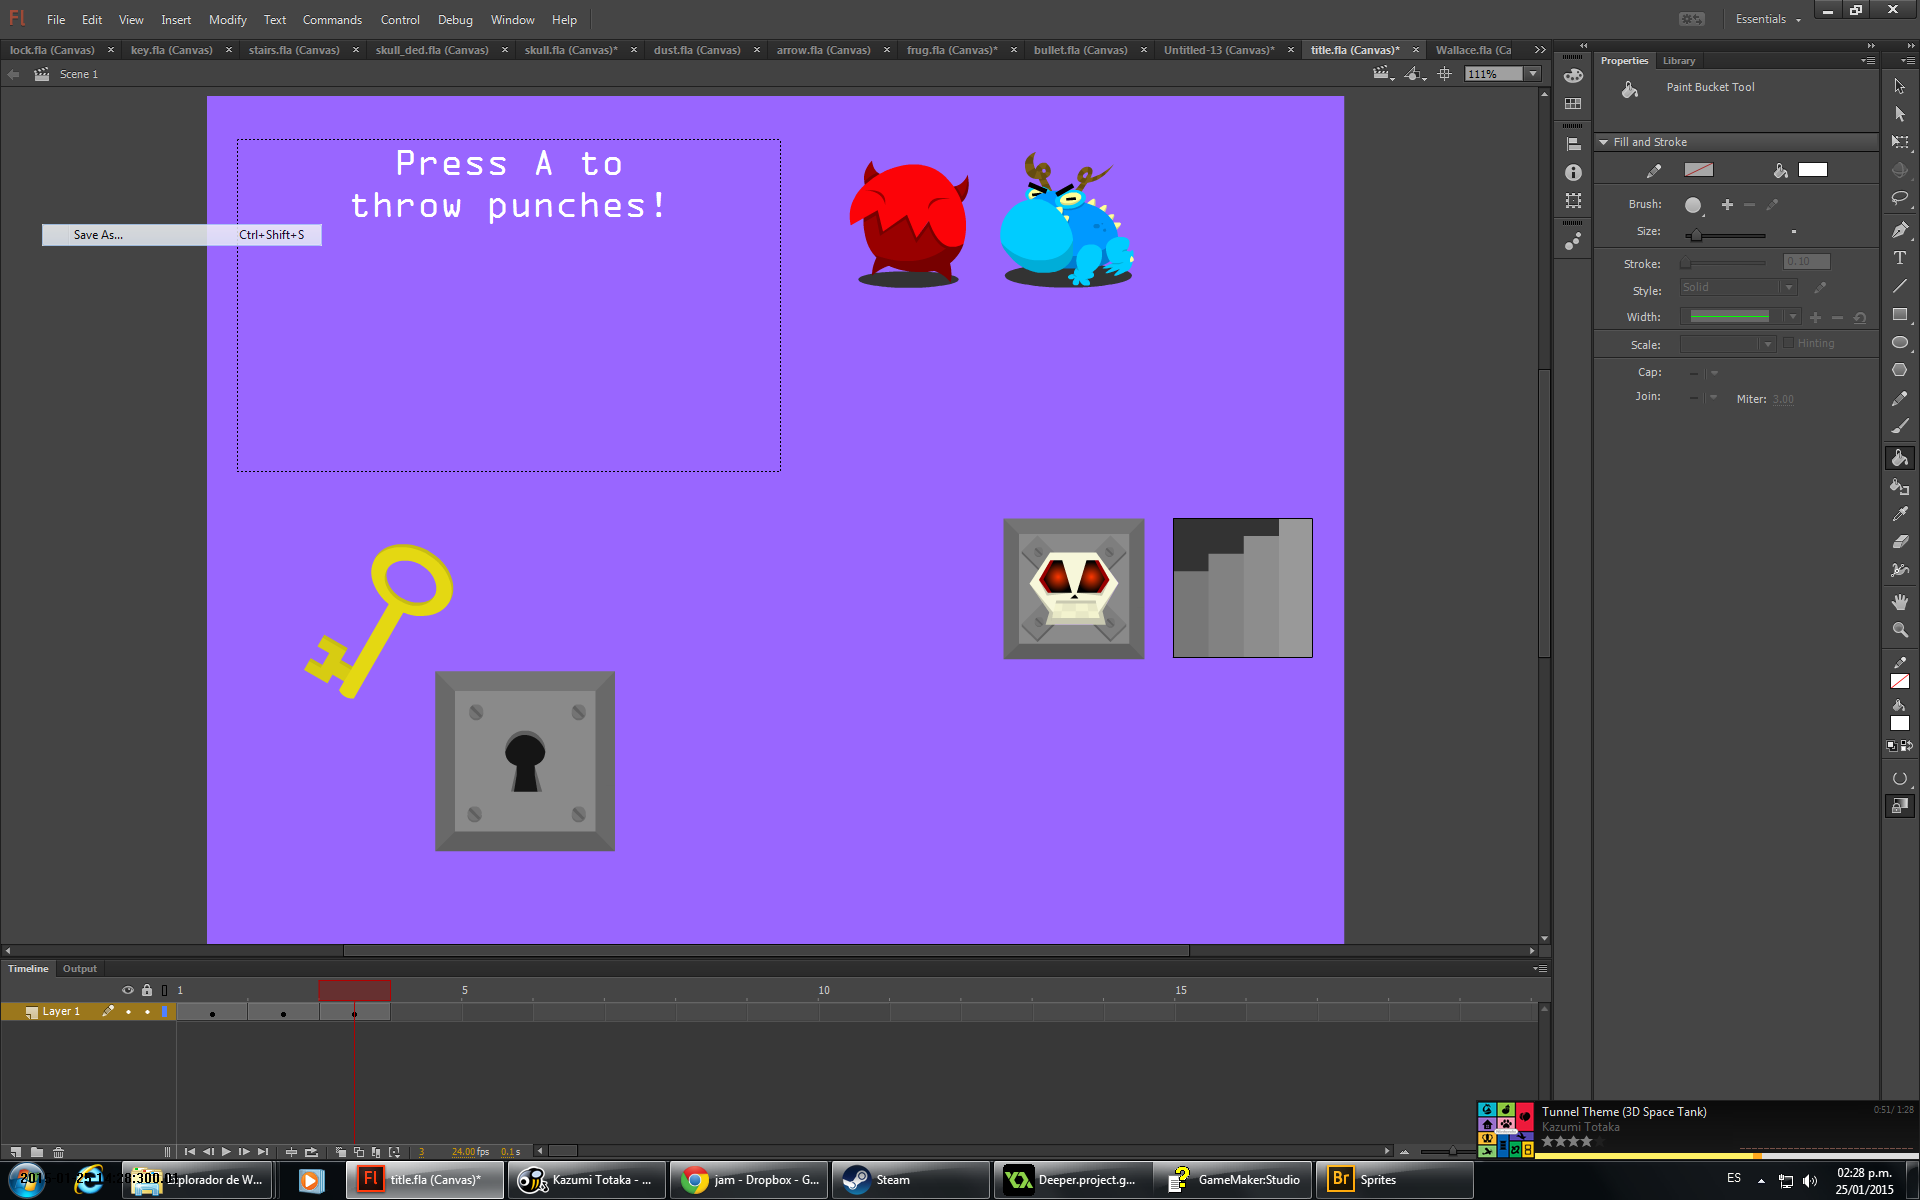 Fl File Edit View Insert Modify Text Commands Control Debug Window Help Essentials
lock.fla (Canvas) × key.fla (Canvas) × stairs.fla (Canvas) × skull_ded.fla (Canvas) × skull.fla (Canvas)* × dust.fla (Canvas) × arrow.fla (Canvas) × frug.fla (Canvas)* × bullet.fla (Canvas) × Untitled-13 (Canvas)* × title.fla (Canvas)* × Wallace.fla (Ca
Scene 1 111%
Press A to
throw punches!
Save As... Ctrl+Shift+S
Properties Library
Paint Bucket Tool
Fill and Stroke
Brush:
Size:
Stroke: 0,10
Style: Solid
Width:
Scale: Hinting
Cap:
Join: Miter: 3,00
Timeline Output
1 5 10 15
Layer 1
3 24.00 fps 0.1 s
Tunnel Theme (3D Space Tank) 0:51/ 1:28
Kazumi Totaka
Explorador de W...
Fl title.fla (Canvas)*
Kazumi Totaka - ...
jam - Dropbox - G...
Steam
Deeper.project.g...
GameMaker:Studio
Br Sprites
ES
02:28 p.m.
25/01/2015